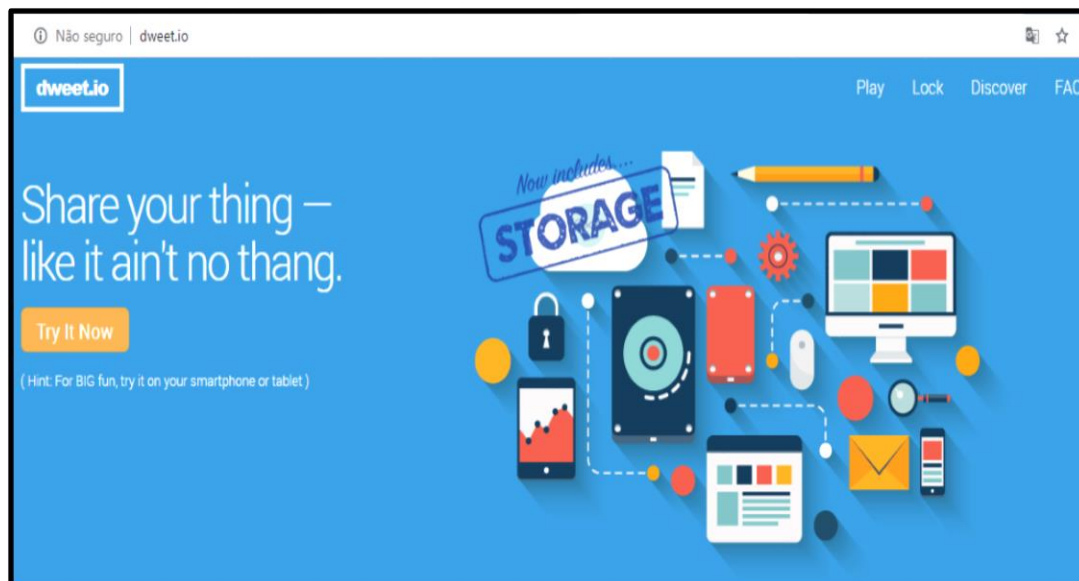 Não seguro | dweet.io
dweet.io
Play Lock Discover FAQ
Share your thing —
like it ain't no thang.
Try It Now
( Hint: For BIG fun, try it on your smartphone or tablet )
Now includes....
STORAGE